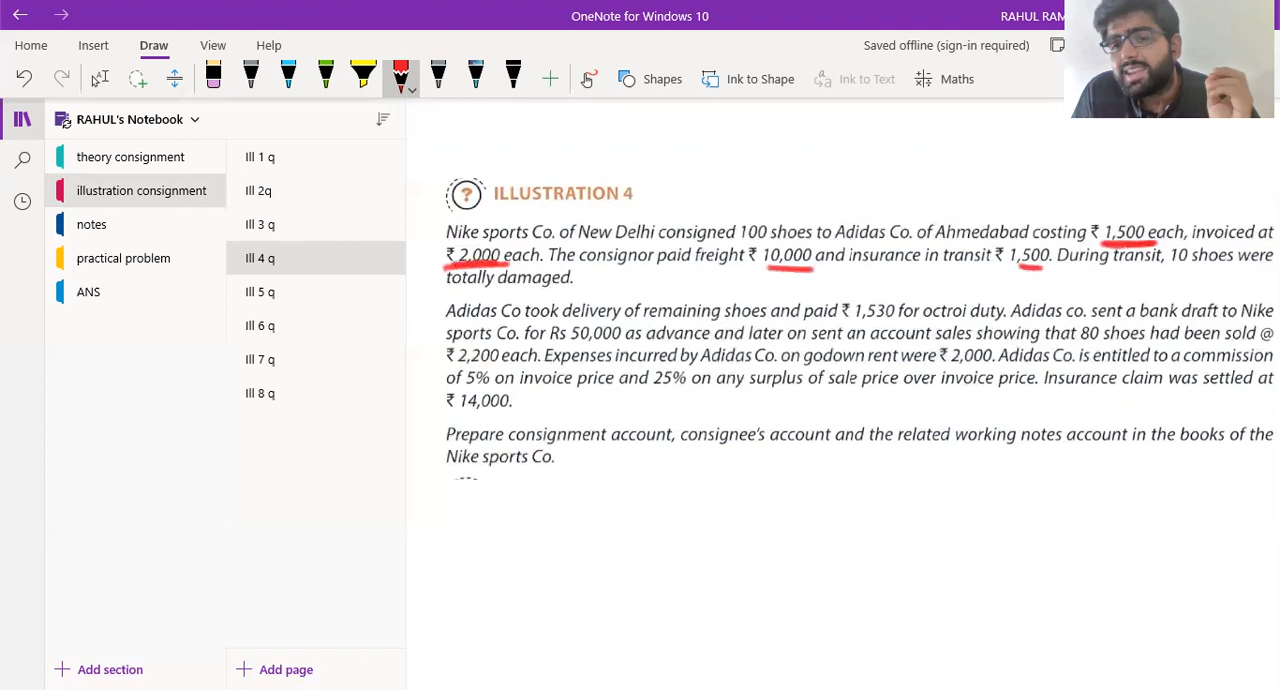 OneNote for Windows 10
RAHUL RAM
Home Insert Draw View Help
Saved offline (sign-in required)
Shapes Ink to Shape Ink to Text Maths
RAHUL's Notebook
theory consignment
illustration consignment
notes
practical problem
ANS
Ill 1 q
Ill 2q
Ill 3 q
Ill 4 q
Ill 5 q
Ill 6 q
Ill 7 q
Ill 8 q
Add section
Add page
? ILLUSTRATION 4
Nike sports Co. of New Delhi consigned 100 shoes to Adidas Co. of Ahmedabad costing ₹ 1,500 each, invoiced at
₹ 2,000 each. The consignor paid freight ₹ 10,000 and insurance in transit ₹ 1,500. During transit, 10 shoes were
totally damaged.
Adidas Co took delivery of remaining shoes and paid ₹ 1,530 for octroi duty. Adidas co. sent a bank draft to Nike
sports Co. for Rs 50,000 as advance and later on sent an account sales showing that 80 shoes had been sold @
₹ 2,200 each. Expenses incurred by Adidas Co. on godown rent were ₹ 2,000. Adidas Co. is entitled to a commission
of 5% on invoice price and 25% on any surplus of sale price over invoice price. Insurance claim was settled at
₹ 14,000.
Prepare consignment account, consignee's account and the related working notes account in the books of the
Nike sports Co.